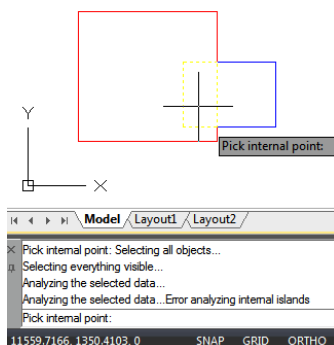 Pick internal point:
Y
X
Model Layout1 Layout2
Pick internal point: Selecting all objects...
Selecting everything visible...
Analyzing the selected data...
Analyzing the selected data...Error analyzing internal islands
Pick internal point:
11559.7166, 1350.4103, 0 SNAP GRID ORTHO